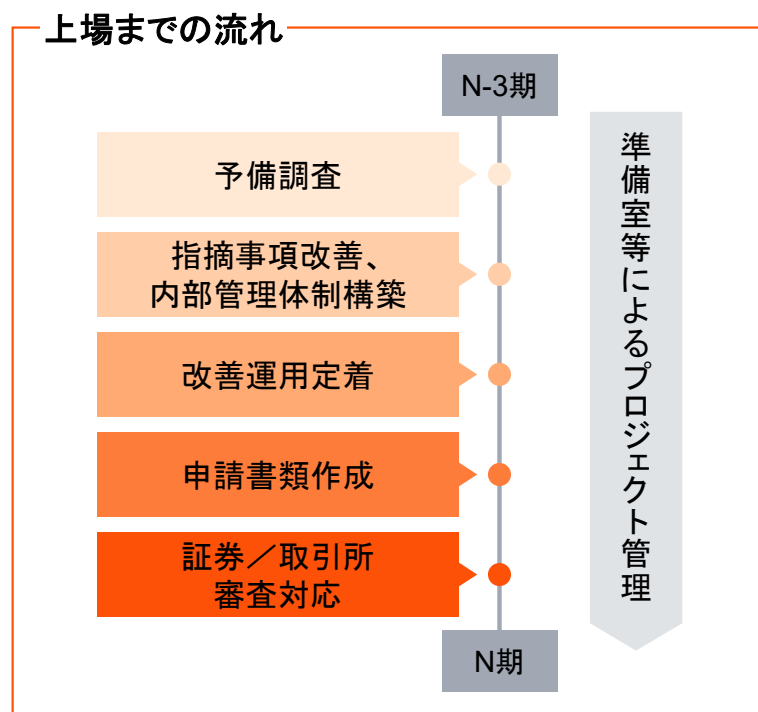 上場までの流れ
N-3期
予備調査
指摘事項改善、
内部管理体制構築
改善運用定着
申請書類作成
証券／取引所
審査対応
N期
準備室等によるプロジェクト管理